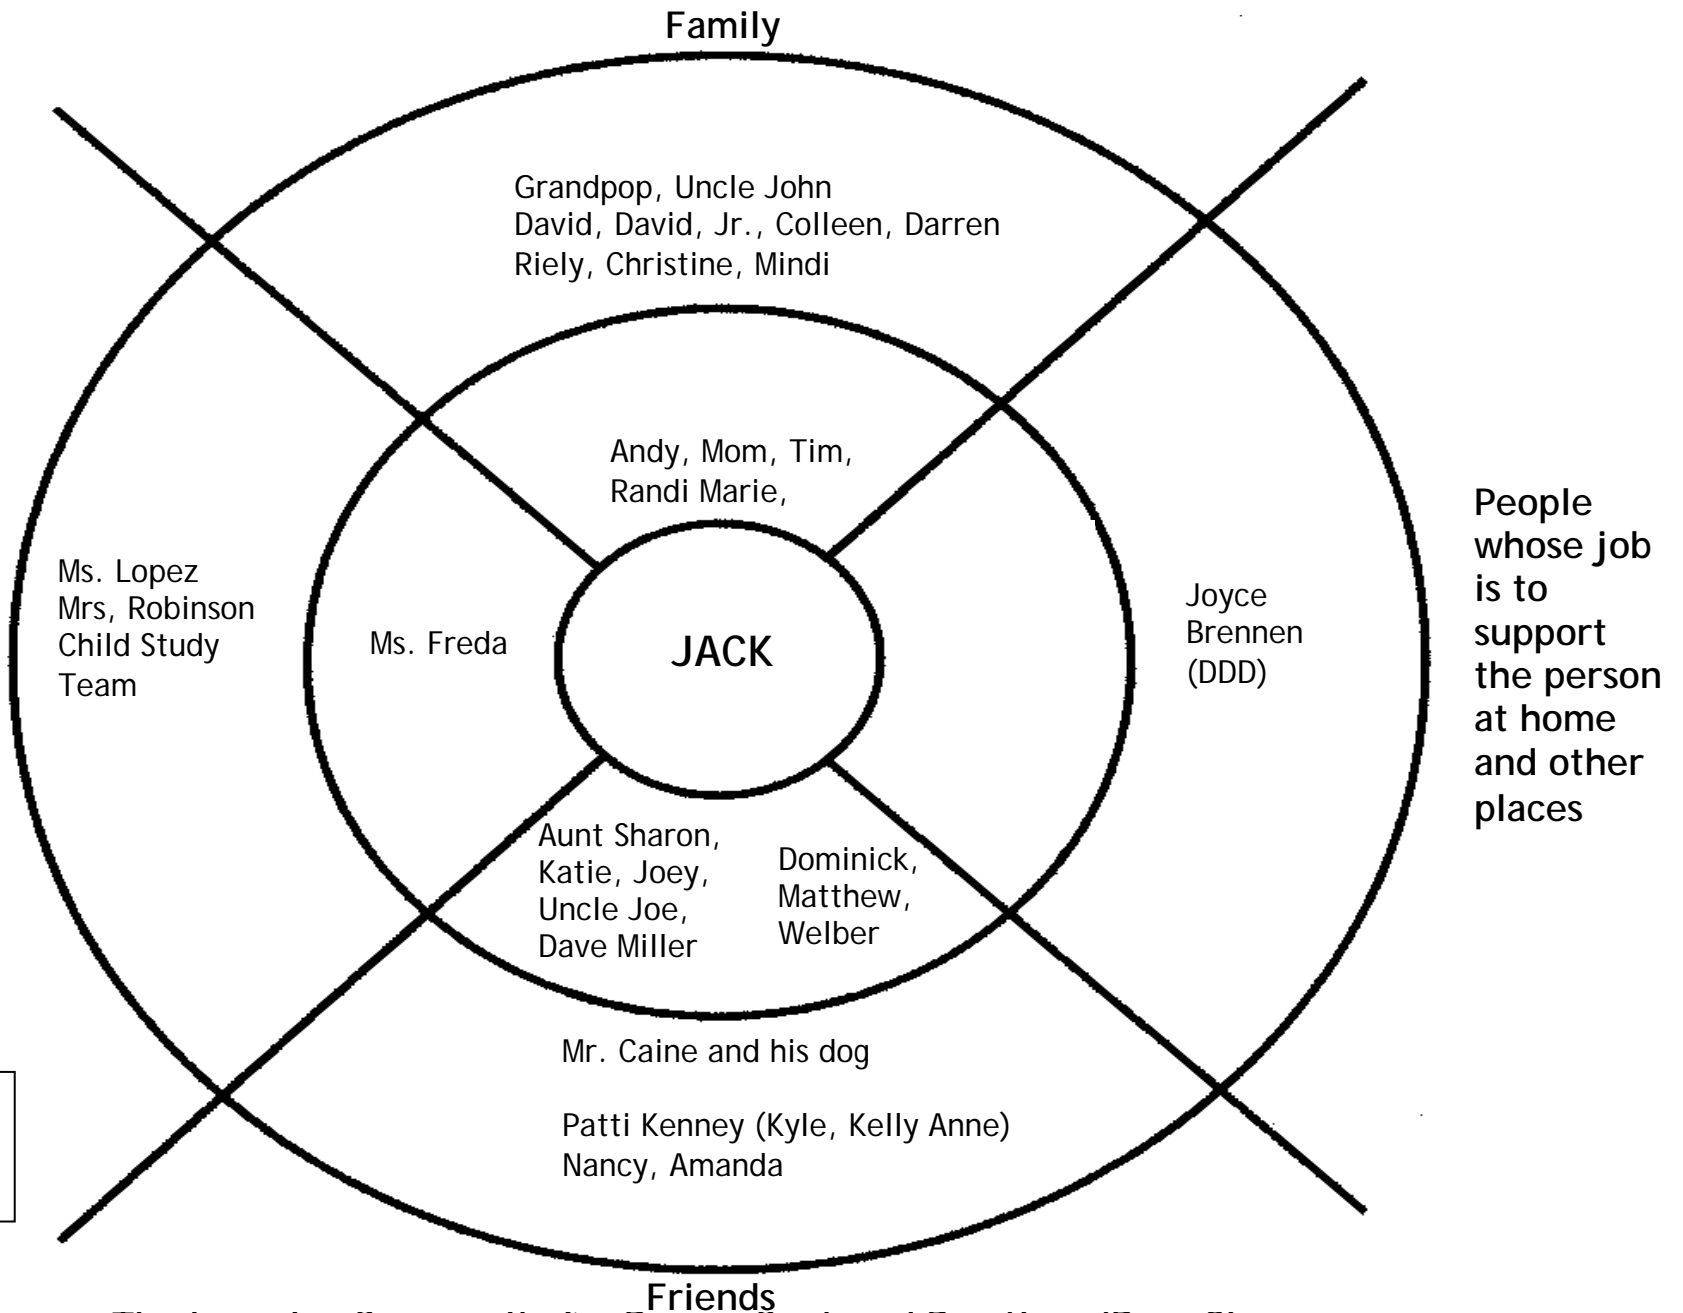 Family
Grandpop, Uncle John
David, David, Jr., Colleen, Darren
Riely, Christine, Mindi
Andy, Mom, Tim,
Randi Marie,
Ms. Lopez
Mrs, Robinson
Child Study
Team
Ms. Freda
JACK
Joyce
Brennen
(DDD)
People
whose job
is to
support
the person
at home
and other
places
Aunt Sharon,
Katie, Joey,
Uncle Joe,
Dave Miller
Dominick,
Matthew,
Welber
Mr. Caine and his dog
Patti Kenney (Kyle, Kelly Anne)
Nancy, Amanda
Friends